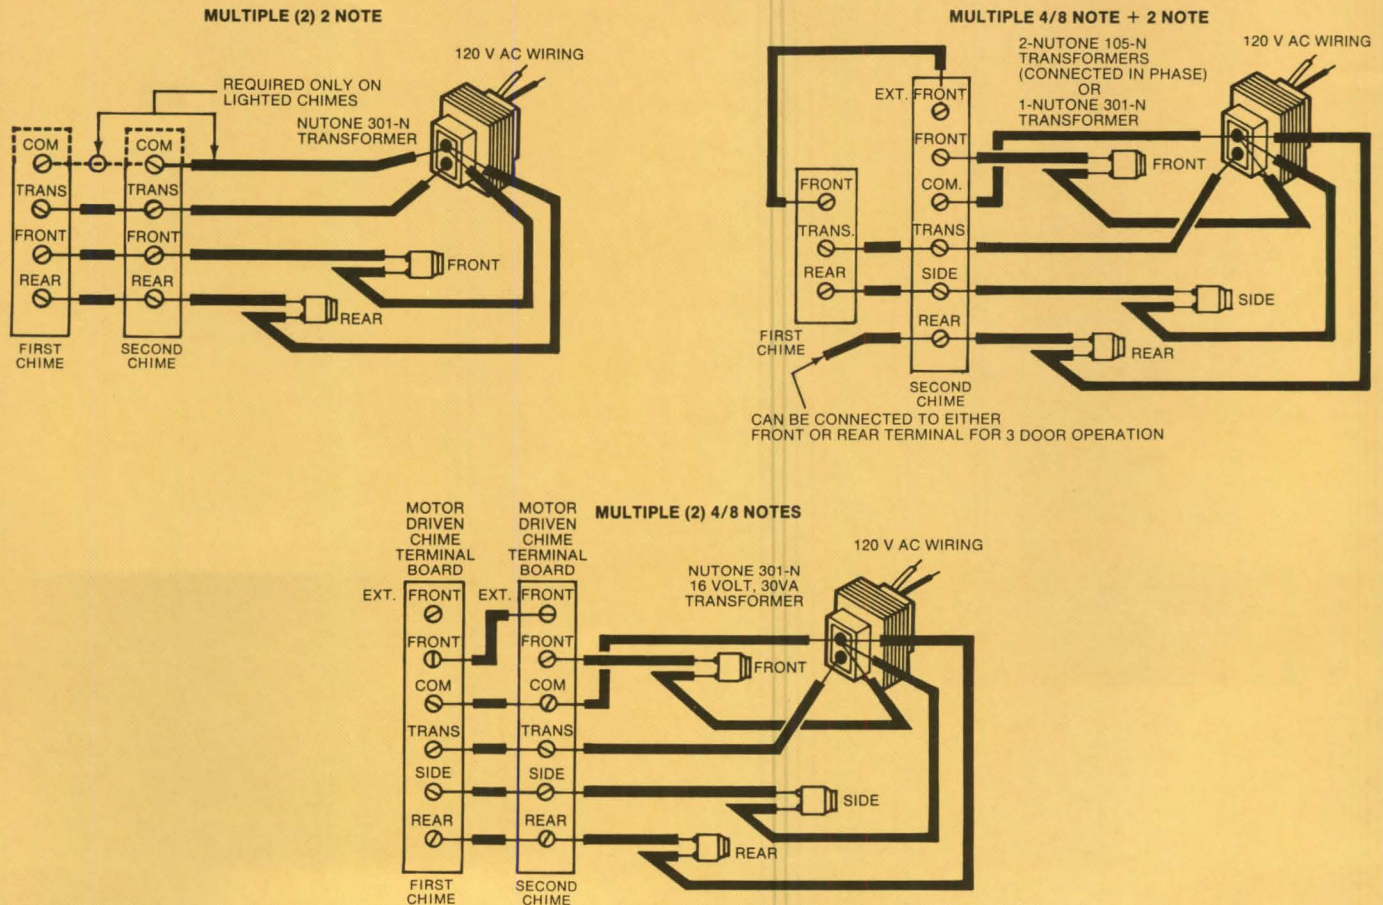 MULTIPLE (2) 2 NOTE
120 V AC WIRING
REQUIRED ONLY ON
LIGHTED CHIMES
NUTONE 301-N
TRANSFORMER
COM
COM
TRANS
TRANS
FRONT
FRONT
REAR
REAR
FRONT
REAR
FIRST
CHIME
SECOND
CHIME
MULTIPLE 4/8 NOTE + 2 NOTE
2-NUTONE 105-N
TRANSFORMERS
(CONNECTED IN PHASE)
OR
1-NUTONE 301-N
TRANSFORMER
120 V AC WIRING
EXT. FRONT
FRONT
COM.
TRANS
SIDE
REAR
FRONT
TRANS.
REAR
FRONT
SIDE
REAR
FIRST
CHIME
SECOND
CHIME
CAN BE CONNECTED TO EITHER
FRONT OR REAR TERMINAL FOR 3 DOOR OPERATION
MULTIPLE (2) 4/8 NOTES
MOTOR
DRIVEN
CHIME
TERMINAL
BOARD
MOTOR
DRIVEN
CHIME
TERMINAL
BOARD
120 V AC WIRING
NUTONE 301-N
16 VOLT, 30VA
TRANSFORMER
EXT. FRONT
FRONT
COM
TRANS
SIDE
REAR
EXT. FRONT
FRONT
COM
TRANS
SIDE
REAR
FRONT
SIDE
REAR
FIRST
CHIME
SECOND
CHIME